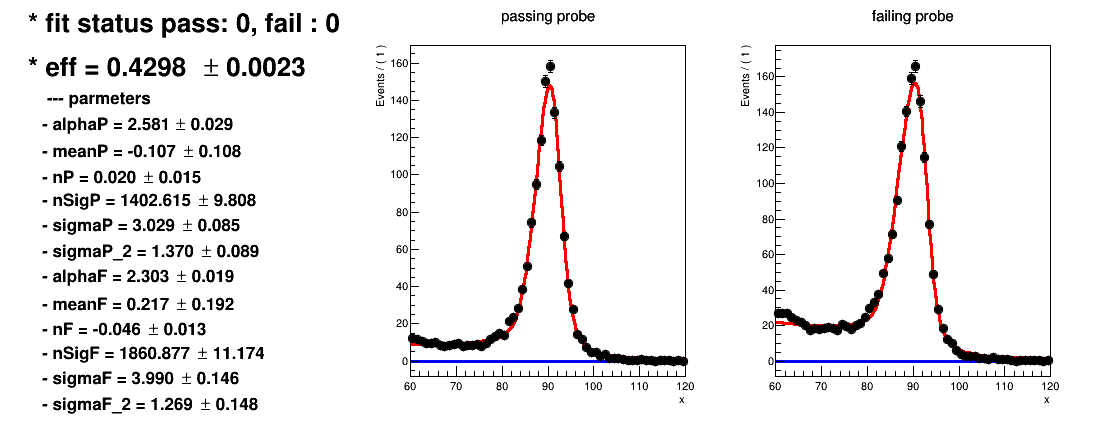 * fit status pass: 0, fail : 0
* eff = 0.4298 ± 0.0023
--- parmeters
- alphaP = 2.581 ± 0.029
- meanP = -0.107 ± 0.108
- nP = 0.020 ± 0.015
- nSigP = 1402.615 ± 9.808
- sigmaP = 3.029 ± 0.085
- sigmaP_2 = 1.370 ± 0.089
- alphaF = 2.303 ± 0.019
- meanF = 0.217 ± 0.192
- nF = -0.046 ± 0.013
- nSigF = 1860.877 ± 11.174
- sigmaF = 3.990 ± 0.146
- sigmaF_2 = 1.269 ± 0.148
passing probe
Events / ( 1 )
160
140
120
100
80
60
40
20
0
60 70 80 90 100 110 120
x
failing probe
Events / ( 1 )
160
140
120
100
80
60
40
20
0
60 70 80 90 100 110 120
x